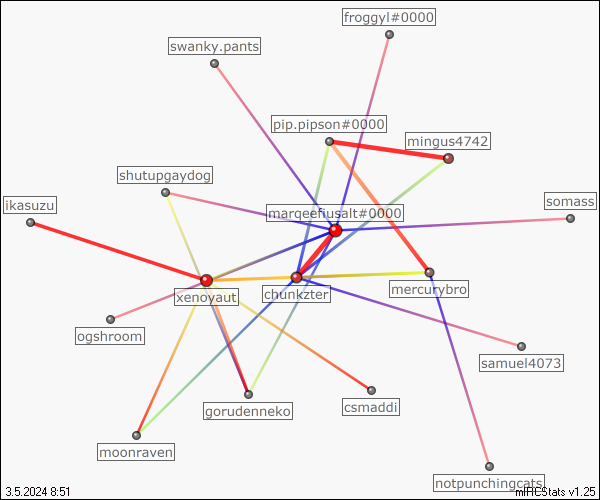 froggyl#0000
swanky.pants
pip.pipson#0000
mingus4742
shutupgaydog
ikasuzu
marqeefiusalt#0000
somass
xenoyaut
chunkzter
mercurybro
ogshroom
samuel4073
gorudenneko
csmaddi
moonraven
notpunchingcats
3.5.2024 8:51
mIRCStats v1.25